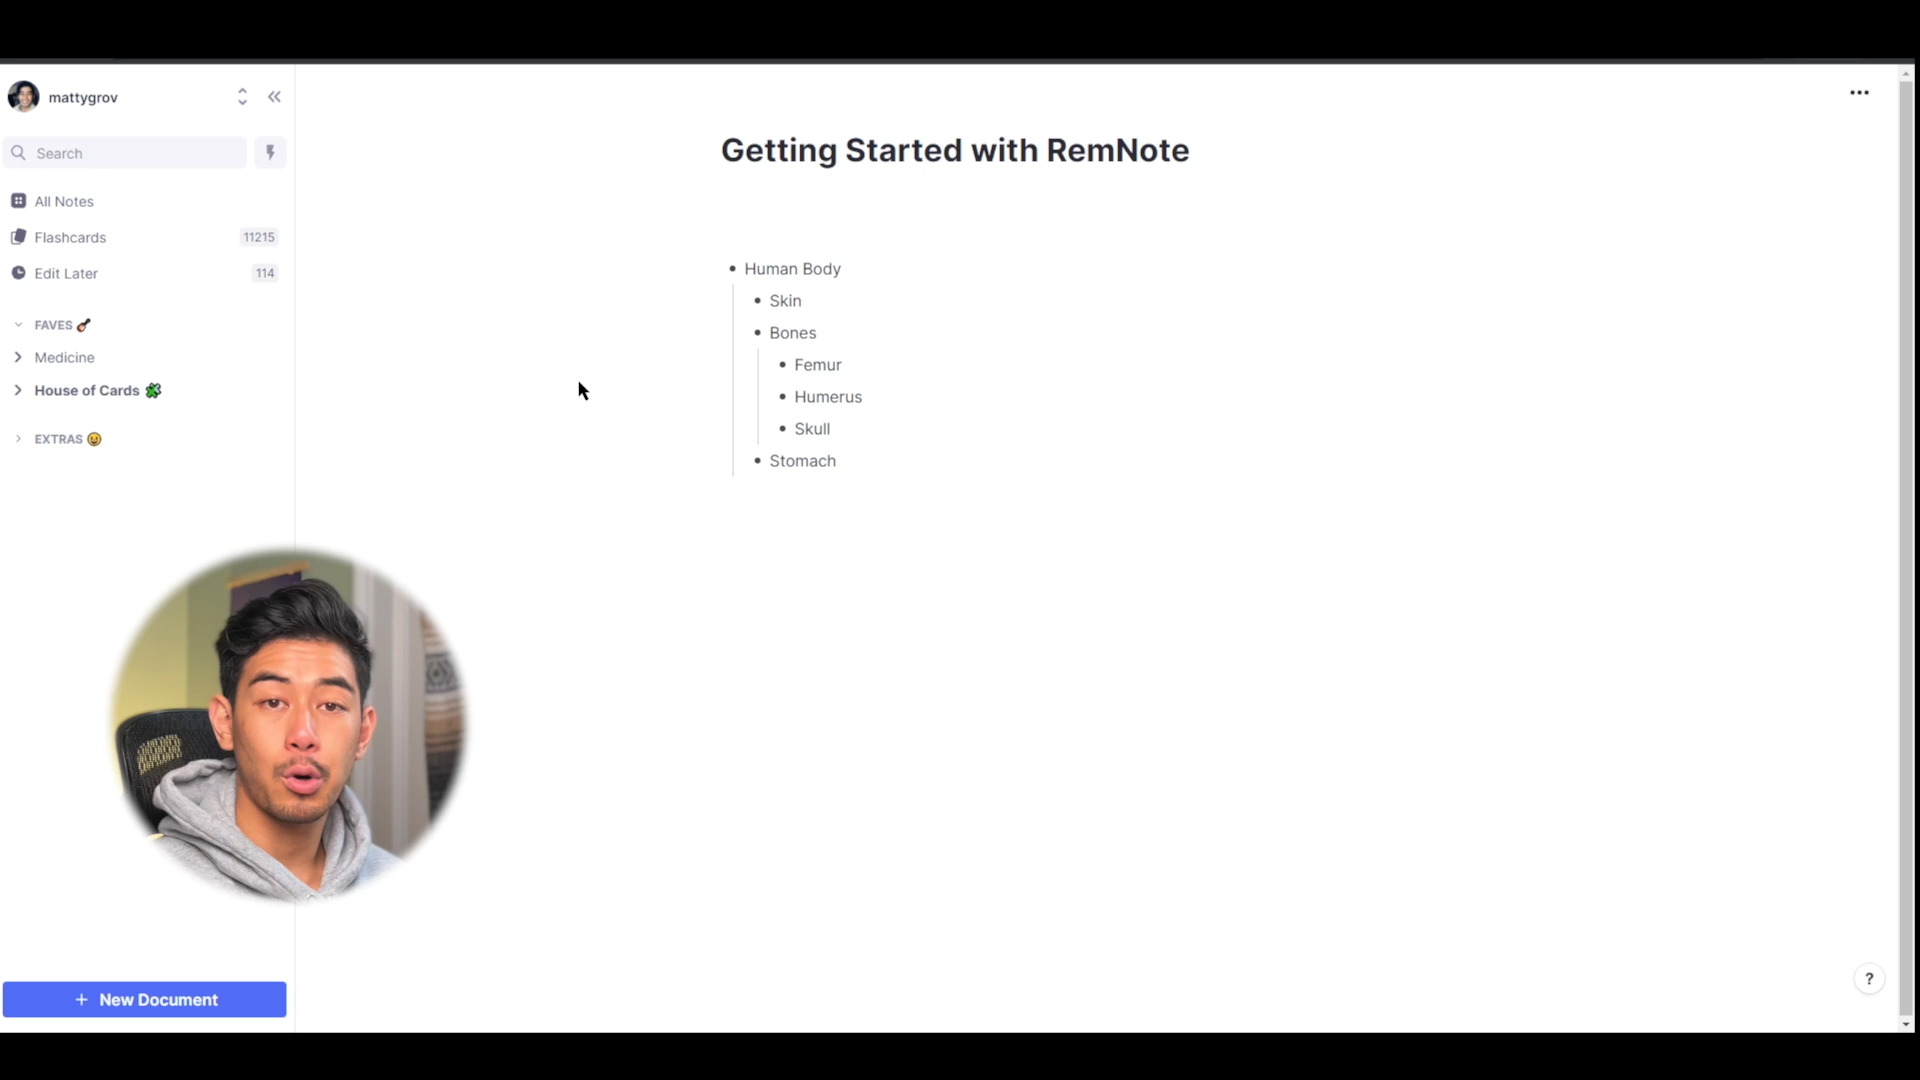 mattygrov
Search
All Notes
Flashcards 11215
Edit Later 114
FAVES
Medicine
House of Cards
EXTRAS
+ New Document
Getting Started with RemNote
• Human Body
• Skin
• Bones
• Femur
• Humerus
• Skull
• Stomach
?